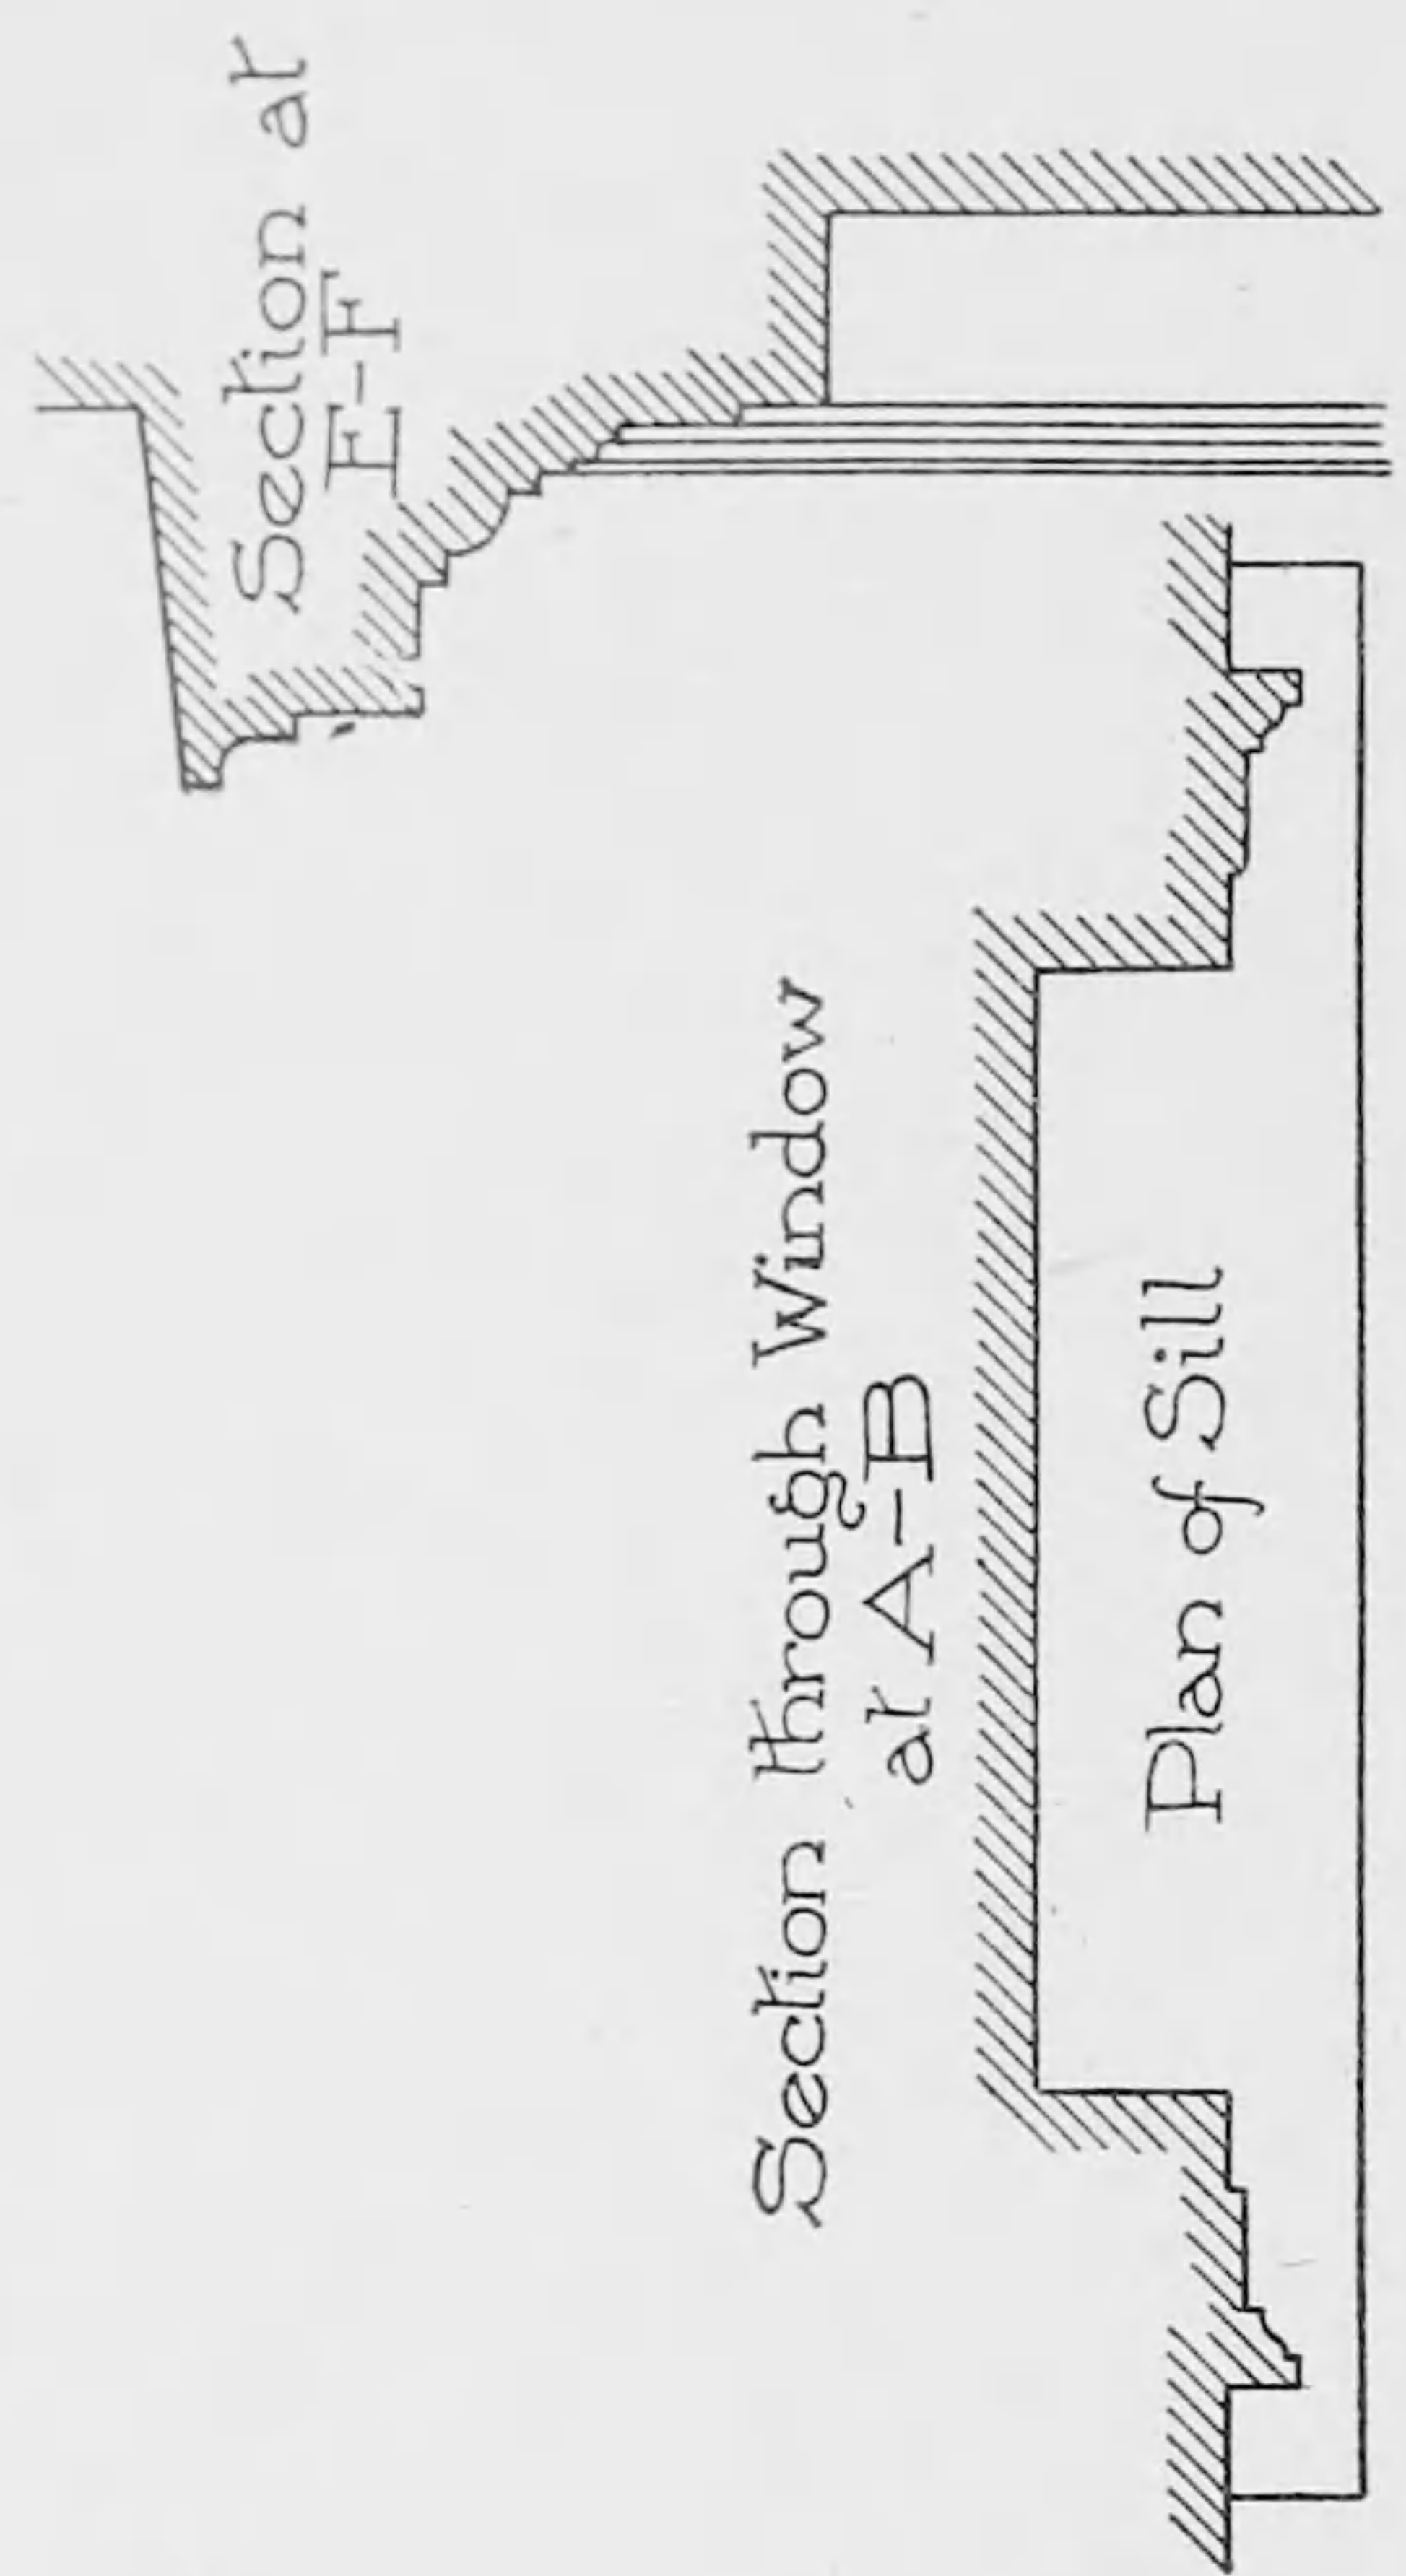 Section at
E-F
Section through Window
at A-B
Plan of Sill